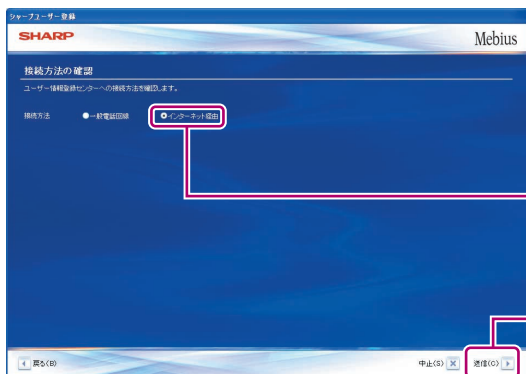 シャープユーザー登録
SHARP
Mebius
接続方法の確認
ユーザー情報登録センターへの接続方法を確認します。
接続方法 一般電話回線 インターネット経由
戻る(B) 中止(S) 送信(C)